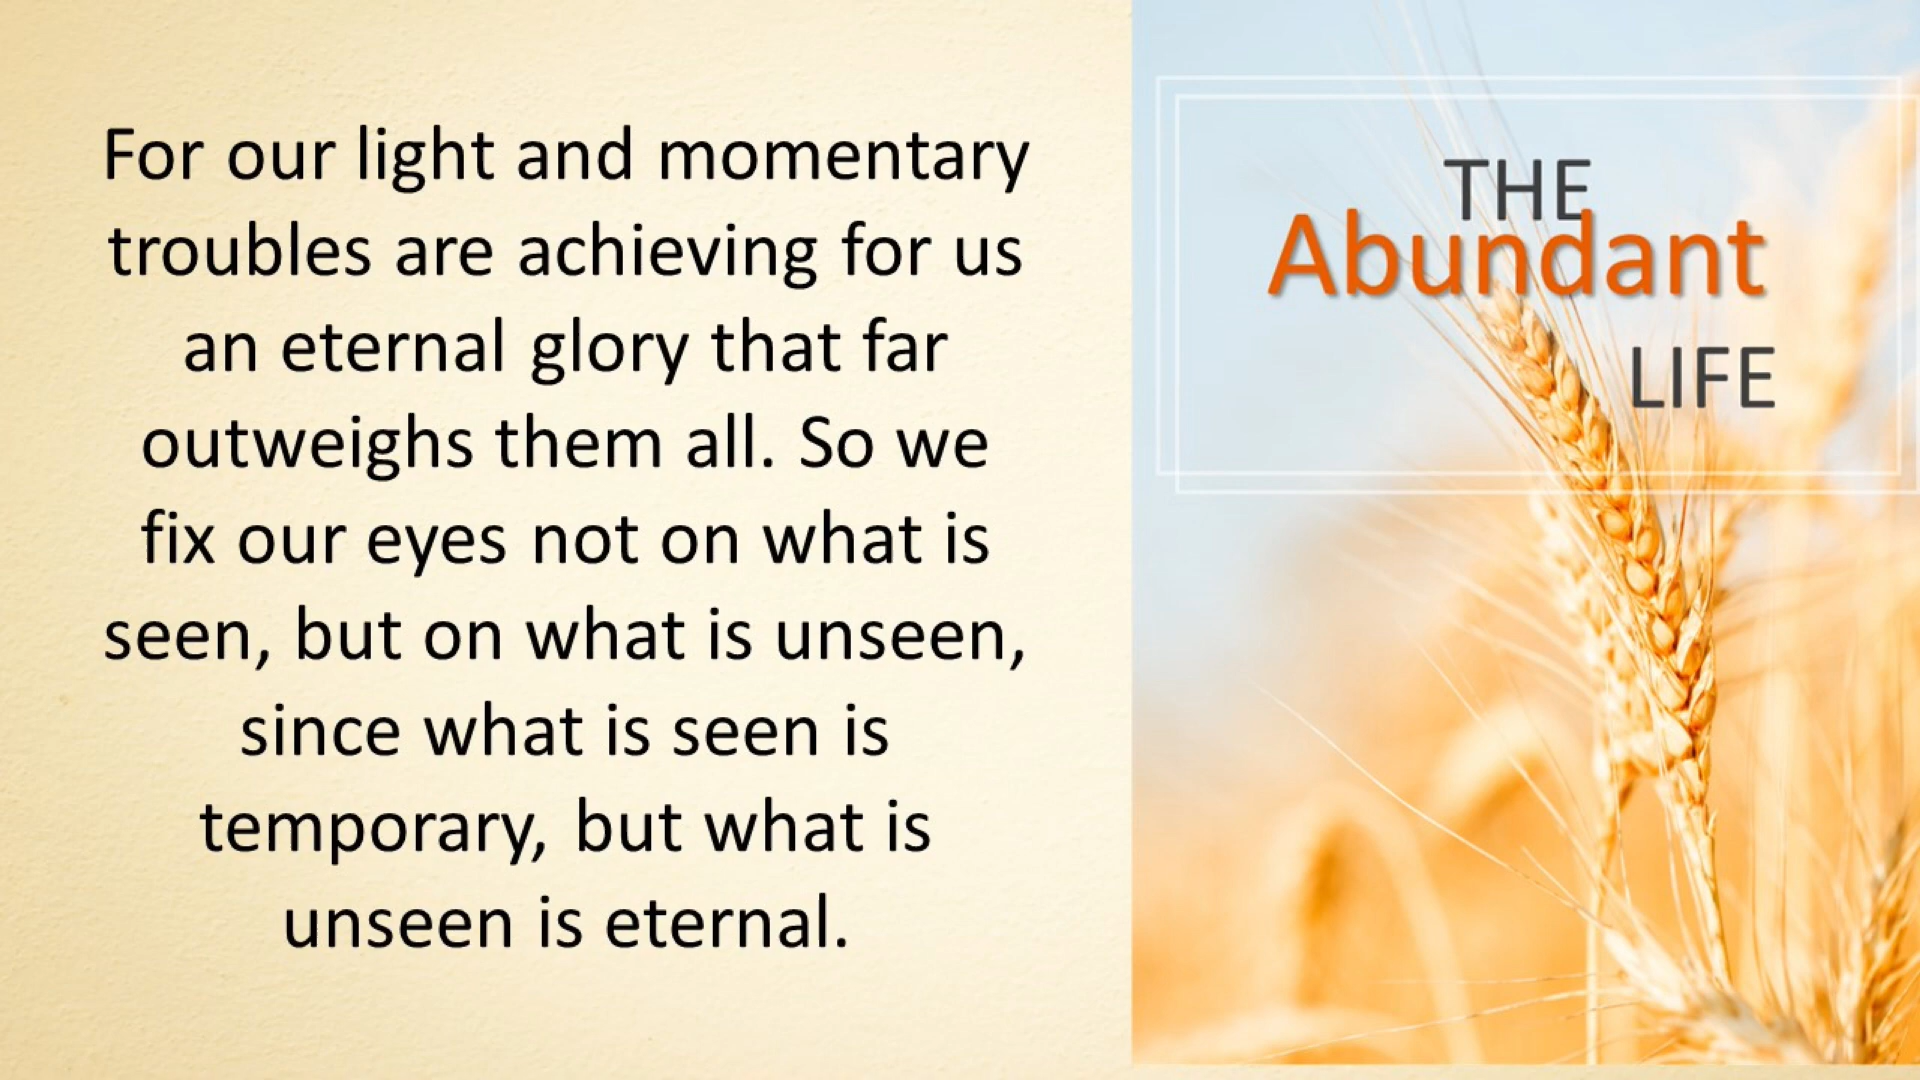 For our light and momentary
troubles are achieving for us
an eternal glory that far
outweighs them all. So we
fix our eyes not on what is
seen, but on what is unseen,
since what is seen is
temporary, but what is
unseen is eternal.
THE
Abundant
LIFE